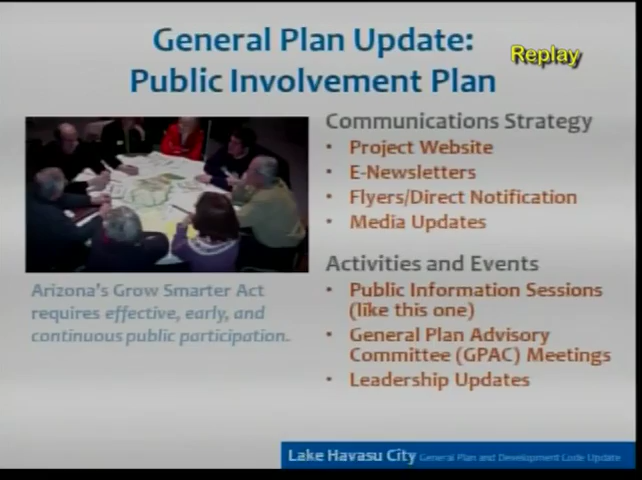 General Plan Update:
Public Involvement Plan
Replay
Communications Strategy
• Project Website
• E-Newsletters
• Flyers/Direct Notification
• Media Updates
Activities and Events
• Public Information Sessions
(like this one)
• General Plan Advisory
Committee (GPAC) Meetings
• Leadership Updates
Arizona's Grow Smarter Act
requires effective, early, and
continuous public participation.
Lake Havasu City General Plan and Development Code Update